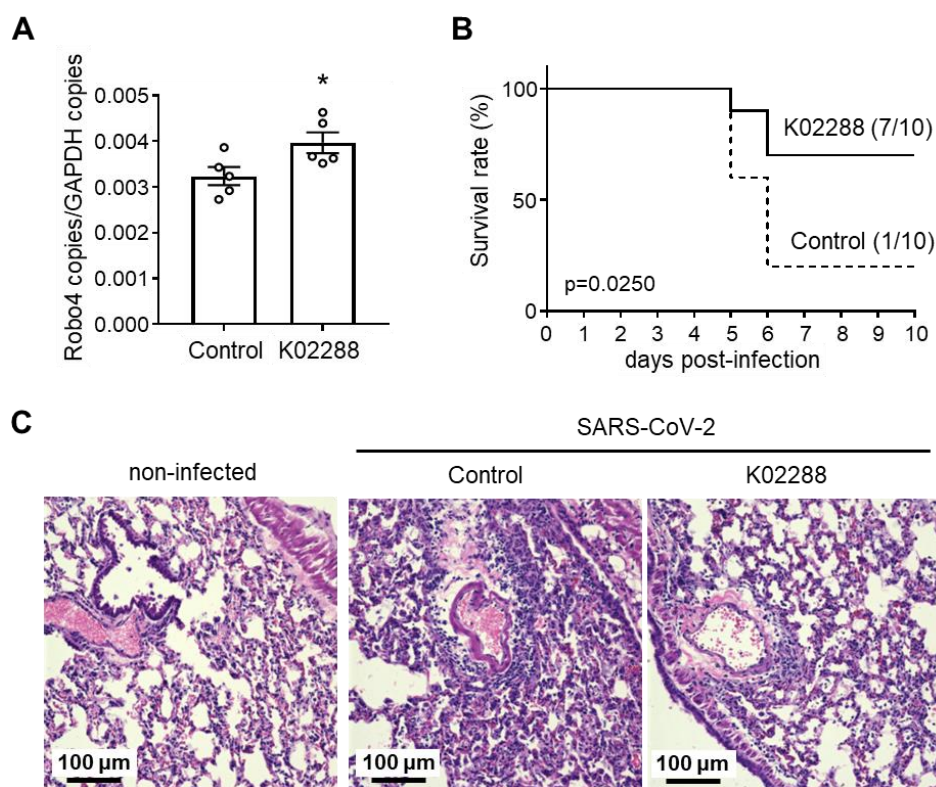 A
Robo4 copies/GAPDH copies
0.005
0.004
0.003
0.002
0.001
0.000
*
Control
K02288
B
Survival rate (%)
100
50
0
K02288 (7/10)
Control (1/10)
p=0.0250
0 1 2 3 4 5 6 7 8 9 10
days post-infection
C
SARS-CoV-2
non-infected
Control
K02288
100 µm
100 µm
100 µm